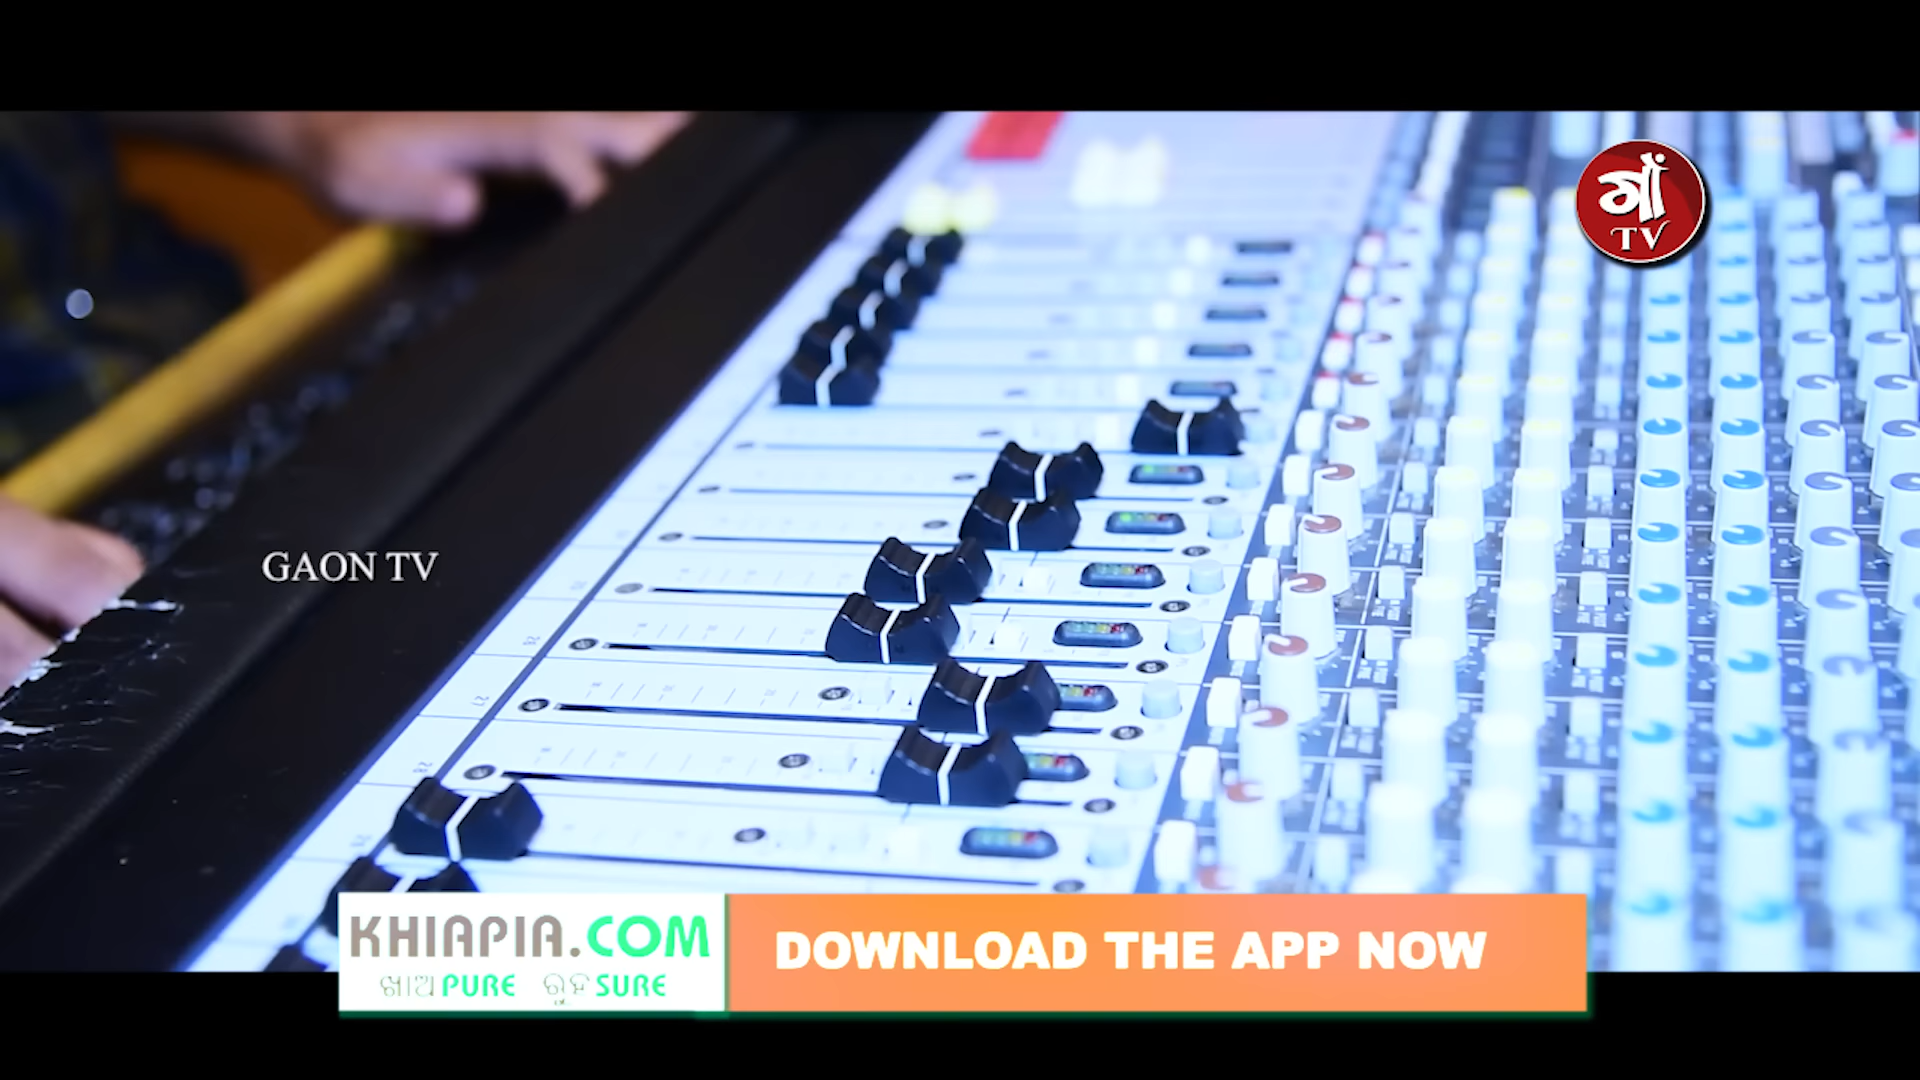 गाँ
TV
GAON TV
KHIAPIA.COM
ଖାଅ PURE ରୁହ SURE
DOWNLOAD THE APP NOW